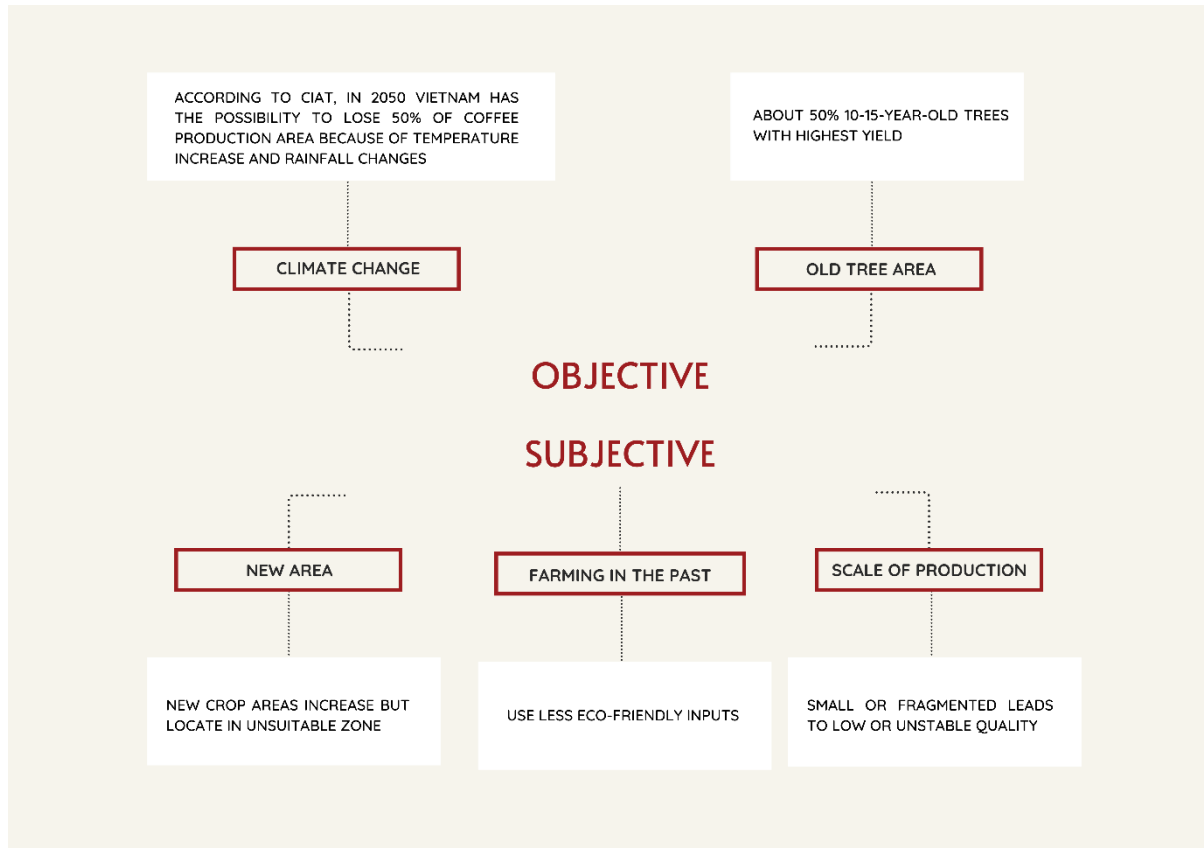 ACCORDING TO CIAT, IN 2050 VIETNAM HAS
THE POSSIBILITY TO LOSE 50% OF COFFEE
PRODUCTION AREA BECAUSE OF TEMPERATURE
INCREASE AND RAINFALL CHANGES
ABOUT 50% 10-15-YEAR-OLD TREES
WITH HIGHEST YIELD
CLIMATE CHANGE
OLD TREE AREA
OBJECTIVE
SUBJECTIVE
NEW AREA
FARMING IN THE PAST
SCALE OF PRODUCTION
NEW CROP AREAS INCREASE BUT
LOCATE IN UNSUITABLE ZONE
USE LESS ECO-FRIENDLY INPUTS
SMALL OR FRAGMENTED LEADS
TO LOW OR UNSTABLE QUALITY